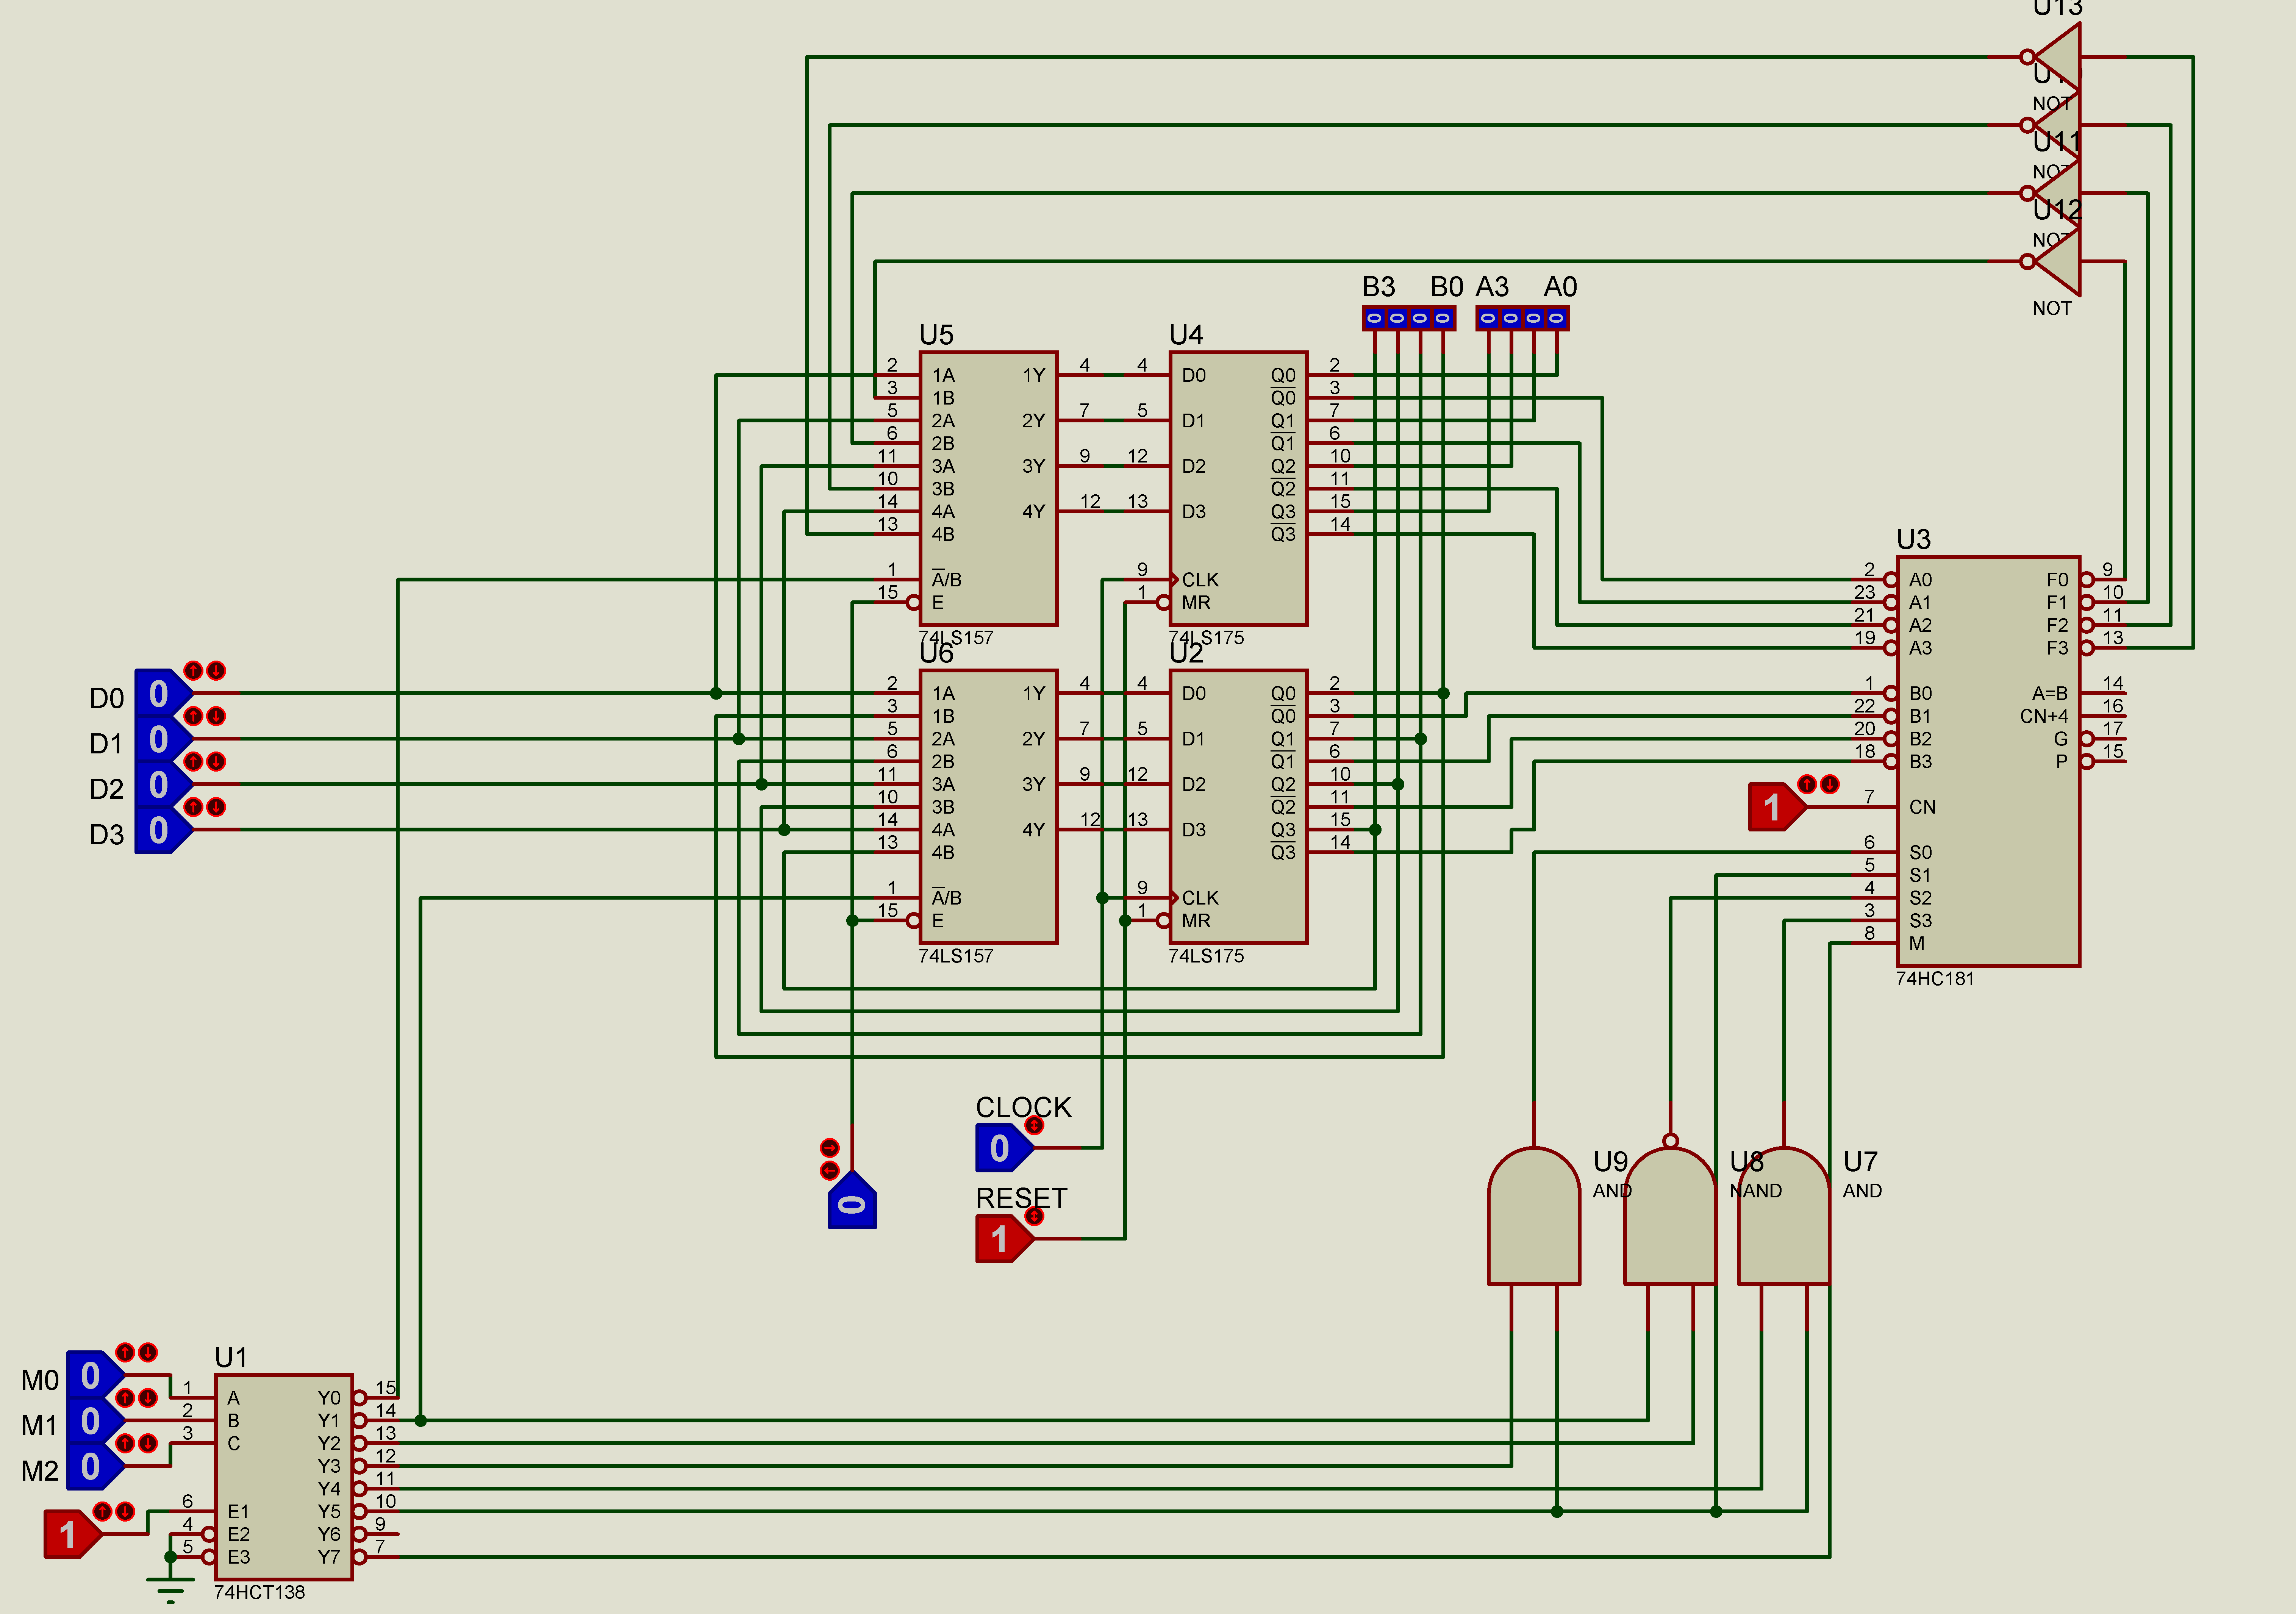 U13
NOT
U11
NOT
U12
NOT
NOT
B3 B0 A3 A0
0 0 0 0 0 0 0 0
U5
2 1A 1Y 4
3 1B
5 2A 2Y 7
6 2B
11 3A 3Y 9
10 3B
14 4A 4Y 12
13 4B
1 A/B
15 E
74LS157
U4
4 D0 Q0 2
Q0 3
5 D1 Q1 7
Q1 6
12 D2 Q2 10
Q2 11
13 D3 Q3 15
Q3 14
9 CLK
1 MR
74LS175
U3
2 A0 F0 9
23 A1 F1 10
21 A2 F2 11
19 A3 F3 13
1 B0 A=B 14
22 B1 CN+4 16
20 B2 G 17
18 B3 P 15
1
7 CN
6 S0
5 S1
4 S2
3 S3
8 M
74HC181
D0 0
D1 0
D2 0
D3 0
U6
2 1A 1Y 4
3 1B
5 2A 2Y 7
6 2B
11 3A 3Y 9
10 3B
14 4A 4Y 12
13 4B
1 A/B
15 E
74LS157
U2
4 D0 Q0 2
Q0 3
5 D1 Q1 7
Q1 6
12 D2 Q2 10
Q2 11
13 D3 Q3 15
Q3 14
9 CLK
1 MR
74LS175
CLOCK
0
RESET
1
0
U9
AND
U8
NAND
U7
AND
M0 0
M1 0
M2 0
1
U1
1 A Y0 15
2 B Y1 14
3 C Y2 13
Y3 12
Y4 11
6 E1 Y5 10
4 E2 Y6 9
5 E3 Y7 7
74HCT138